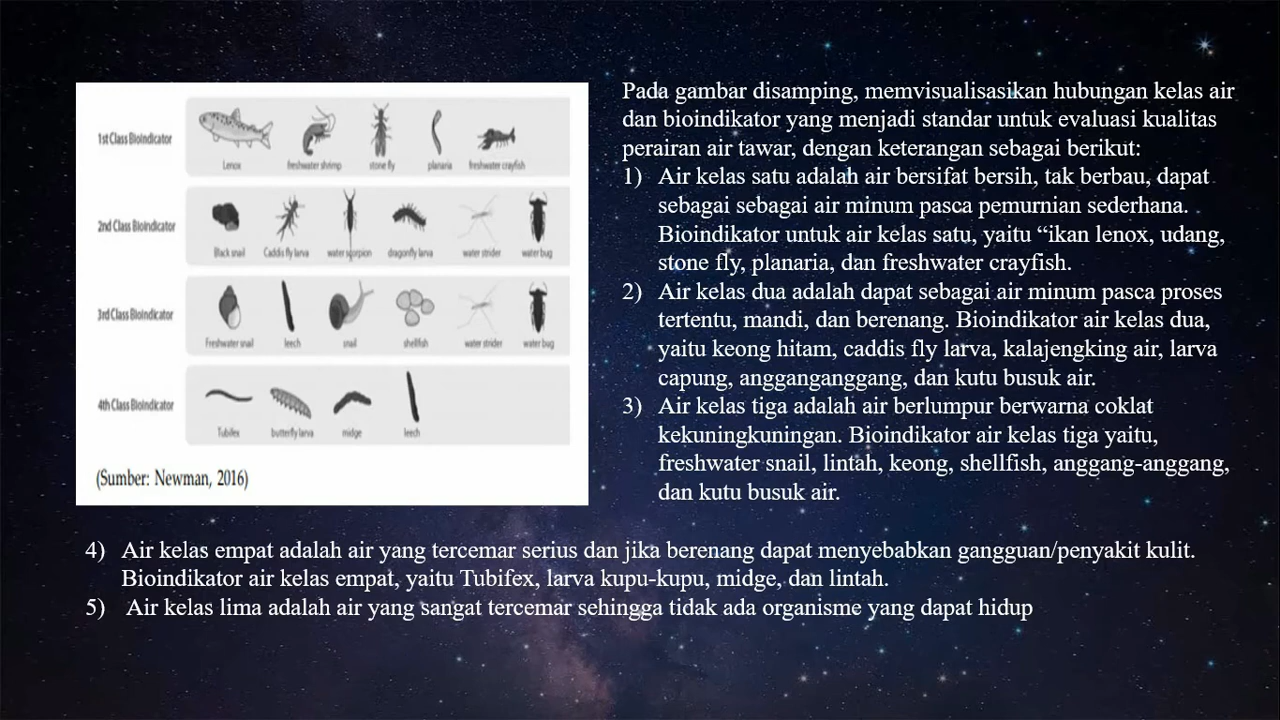 1st Class Bioindicator
Lenox freshwater shrimp stone fly planaria freshwater crayfish
2nd Class Bioindicator
Black snail Caddis fly larva water scorpion dragonfly larva water strider water bug
3rd Class Bioindicator
Freshwater snail leech snail shellfish water strider water bug
4th Class Bioindicator
Tubifex butterfly larva midge leech
(Sumber: Newman, 2016)
Pada gambar disamping, memvisualisasikan hubungan kelas air
dan bioindikator yang menjadi standar untuk evaluasi kualitas
perairan air tawar, dengan keterangan sebagai berikut:
1) Air kelas satu adalah air bersifat bersih, tak berbau, dapat
sebagai sebagai air minum pasca pemurnian sederhana.
Bioindikator untuk air kelas satu, yaitu “ikan lenox, udang,
stone fly, planaria, dan freshwater crayfish.
2) Air kelas dua adalah dapat sebagai air minum pasca proses
tertentu, mandi, dan berenang. Bioindikator air kelas dua,
yaitu keong hitam, caddis fly larva, kalajengking air, larva
capung, angganganggang, dan kutu busuk air.
3) Air kelas tiga adalah air berlumpur berwarna coklat
kekuningkuningan. Bioindikator air kelas tiga yaitu,
freshwater snail, lintah, keong, shellfish, anggang-anggang,
dan kutu busuk air.
4) Air kelas empat adalah air yang tercemar serius dan jika berenang dapat menyebabkan gangguan/penyakit kulit.
Bioindikator air kelas empat, yaitu Tubifex, larva kupu-kupu, midge, dan lintah.
5) Air kelas lima adalah air yang sangat tercemar sehingga tidak ada organisme yang dapat hidup